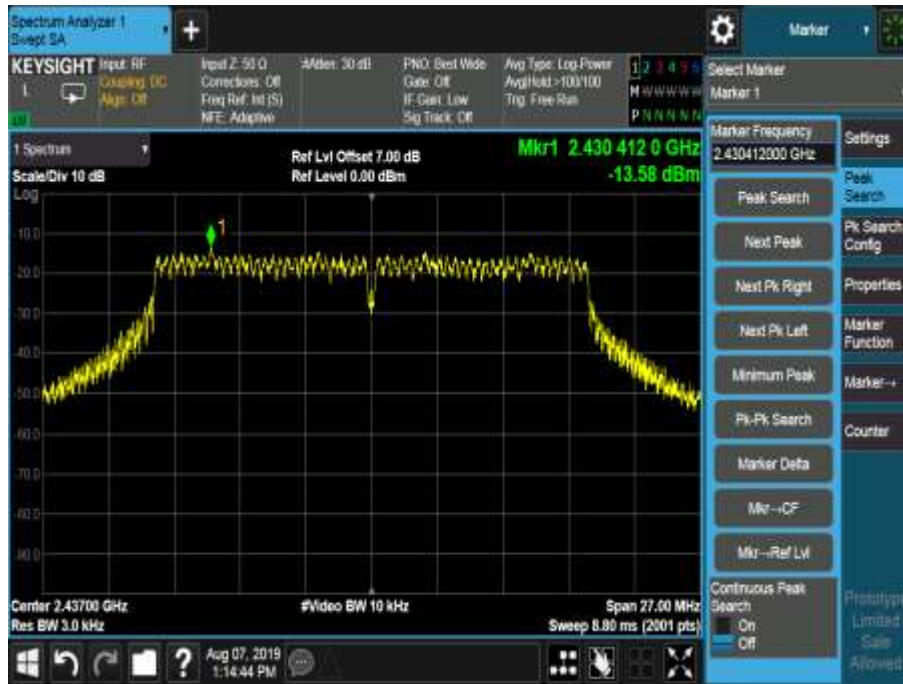 Spectrum Analyzer 1
Swept SA
+
Marker
KEYSIGHT
L
Input: RF
Coupling: DC
Align: Off
Input Z: 50 Ω
Corrections: Off
Freq Ref: Int (S)
NFE: Adaptive
#Atten: 30 dB
PNO: Best Wide
Gate: Off
IF Gain: Low
Sig Track: Off
Avg Type: Log-Power
Avg|Hold:>100/100
Trig: Free Run
1 2 3 4 5 6
M W W W W W W
P N N N N N N
Select Marker
Marker 1
1 Spectrum
Scale/Div 10 dB
Log
Ref Lvl Offset 7.00 dB
Ref Level 0.00 dBm
Mkr1 2.430 412 0 GHz
-13.58 dBm
1
-10.0
-20.0
-30.0
-40.0
-50.0
-60.0
-70.0
-80.0
-90.0
Center 2.43700 GHz
Res BW 3.0 kHz
#Video BW 10 kHz
Span 27.00 MHz
Sweep 8.80 ms (2001 pts)
Marker Frequency
2.430412000 GHz
Peak Search
Next Peak
Next Pk Right
Next Pk Left
Minimum Peak
Pk-Pk Search
Marker Delta
Mkr→CF
Mkr→Ref Lvl
Continuous Peak
Search
On
Off
Settings
Peak
Search
Pk Search
Config
Properties
Marker
Function
Marker→
Counter
Prototype
Limited
Sale
Allowed
?
Aug 07, 2019
1:14:44 PM